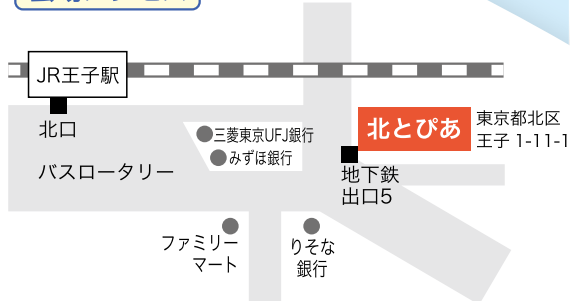 JR王子駅
北口
バスロータリー
三菱東京UFJ銀行
みずほ銀行
北とぴあ
東京都北区
王子 1-11-1
地下鉄
出口5
ファミリー
マート
りそな
銀行